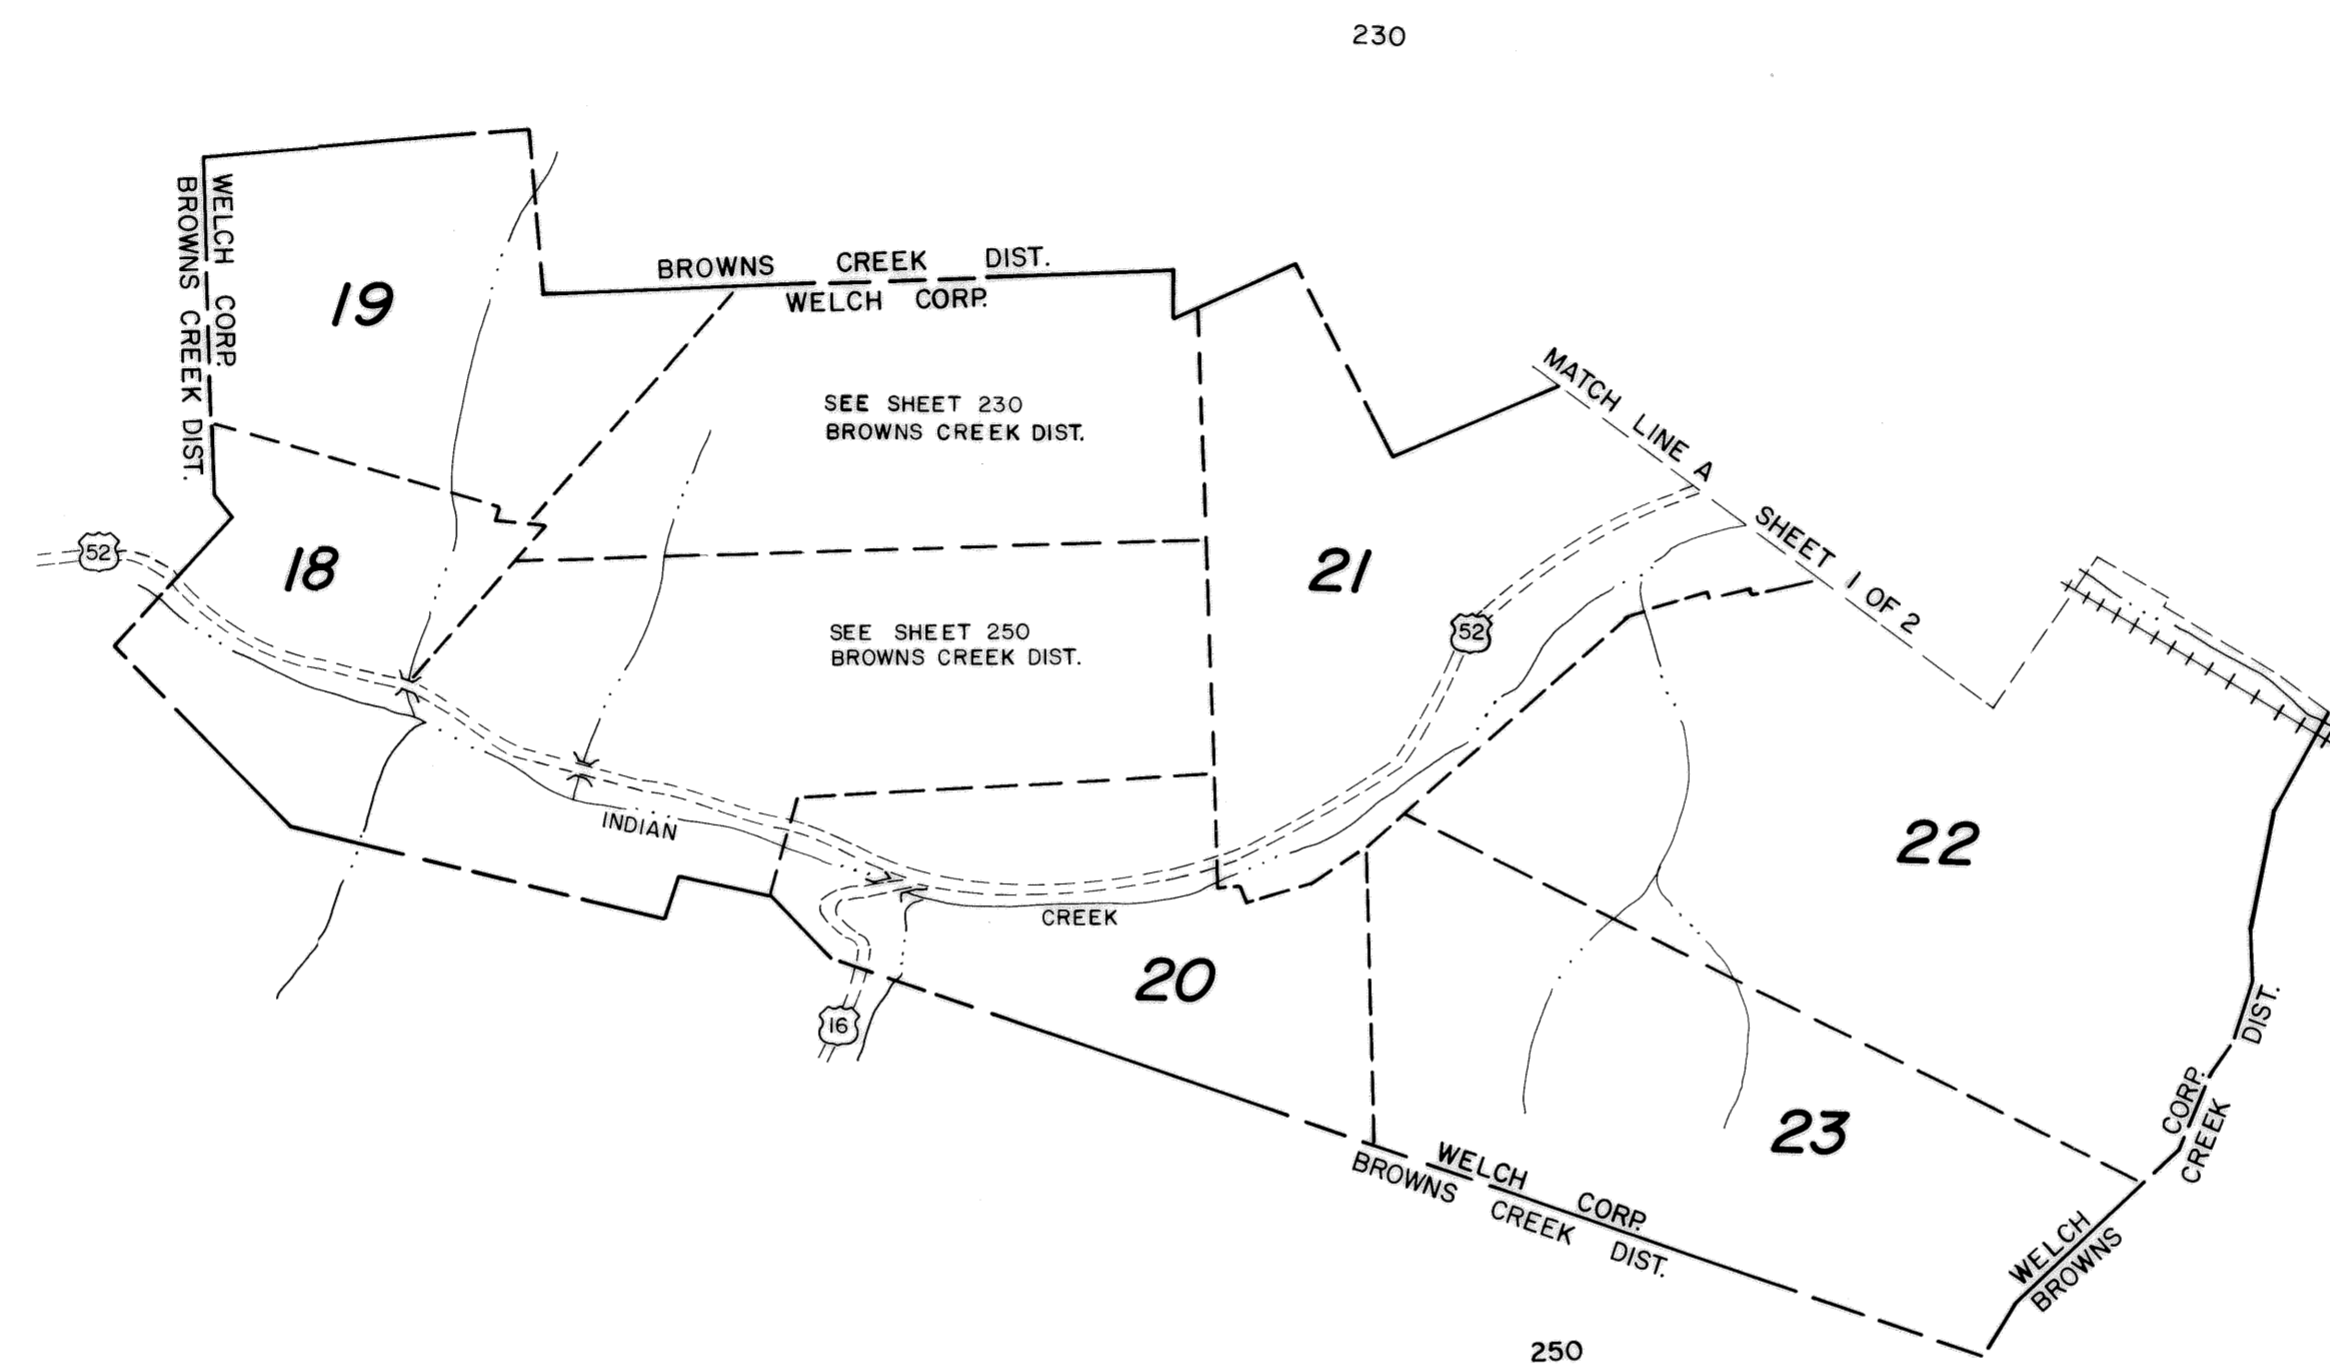 230
WELCH CORP.
BROWNS CREEK DIST.
19
BROWNS CREEK DIST.
WELCH CORP.
SEE SHEET 230
BROWNS CREEK DIST.
MATCH LINE A SHEET 1 OF 2
52
18
21
52
SEE SHEET 250
BROWNS CREEK DIST.
INDIAN CREEK
22
20
16
23
WELCH CORP.
BROWNS CREEK DIST.
WELCH CORP.
BROWNS CREEK DIST.
250